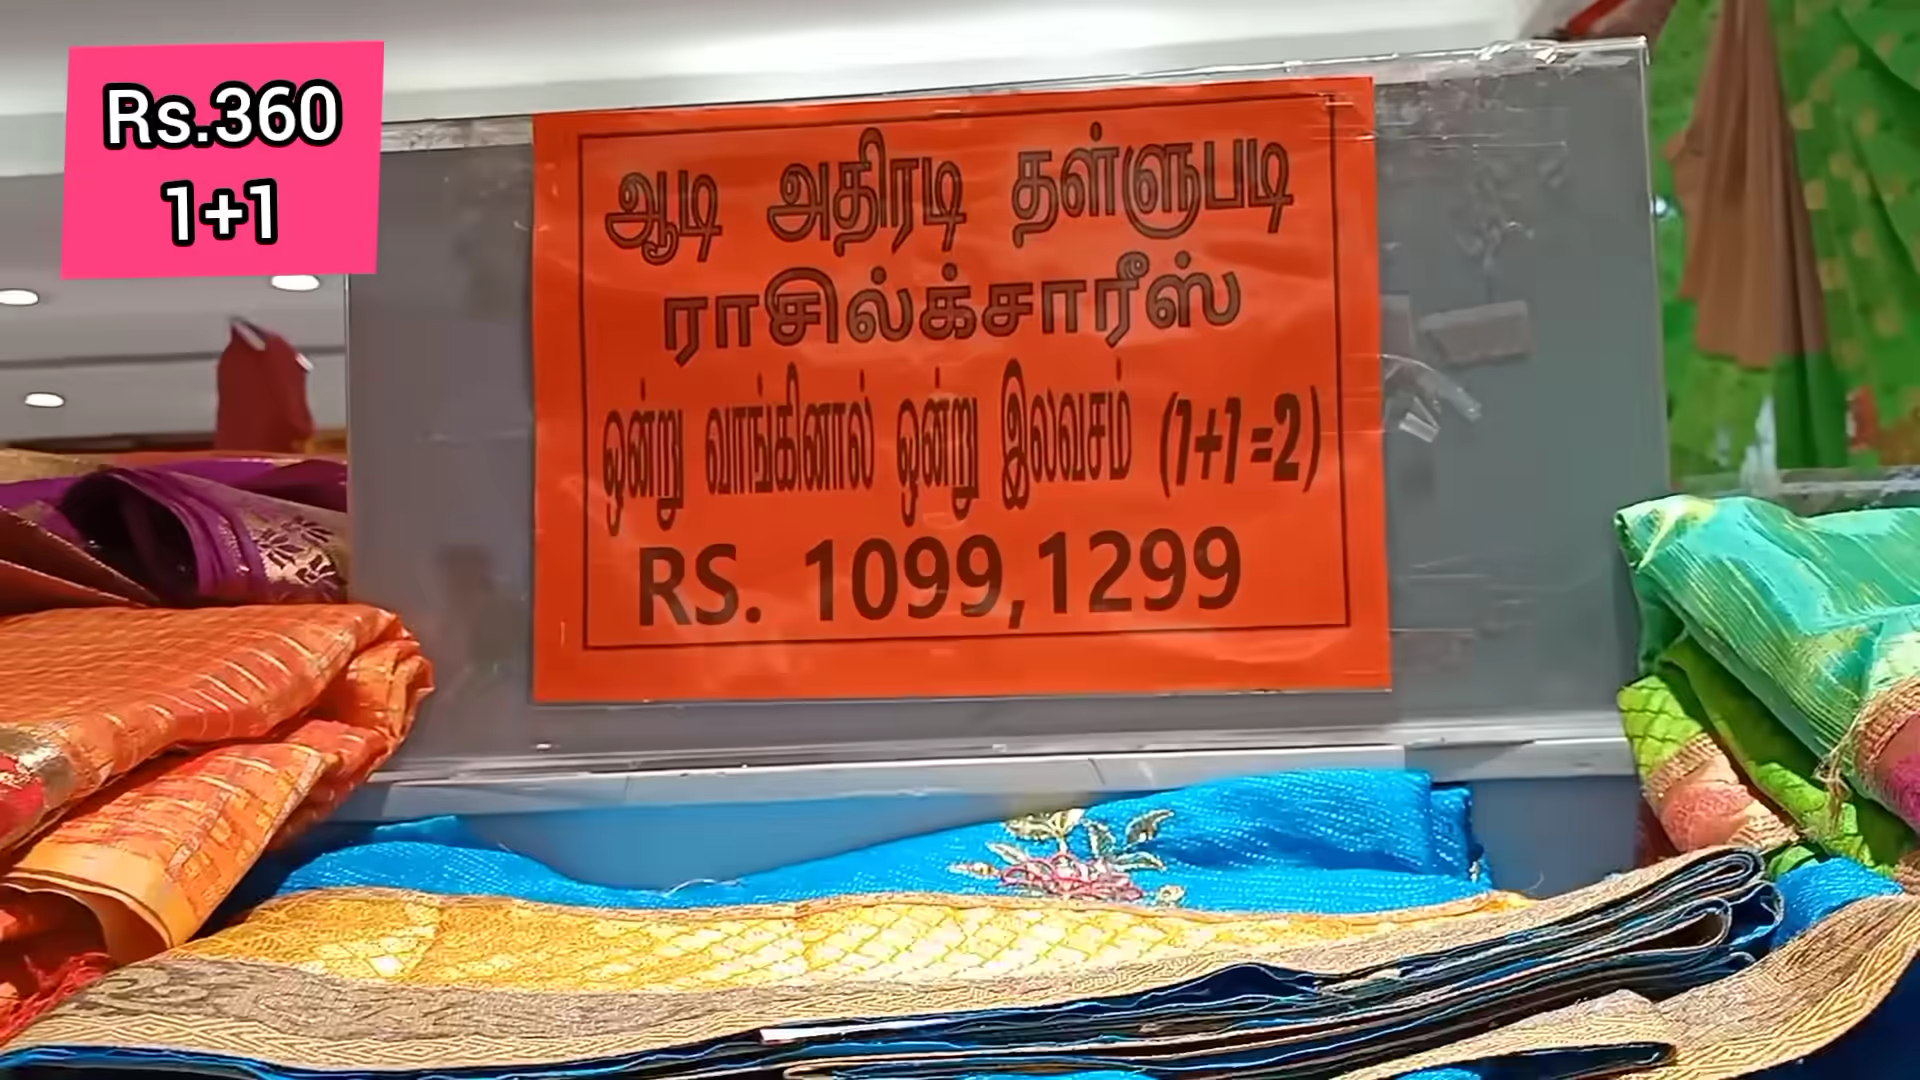 Rs.360
1+1
ஆடி அதிரடி தள்ளுபடி
ராசில்க்சாரீஸ்
ஒன்று வாங்கினால் ஒன்று இலவசம் (1+1=2)
RS. 1099,1299